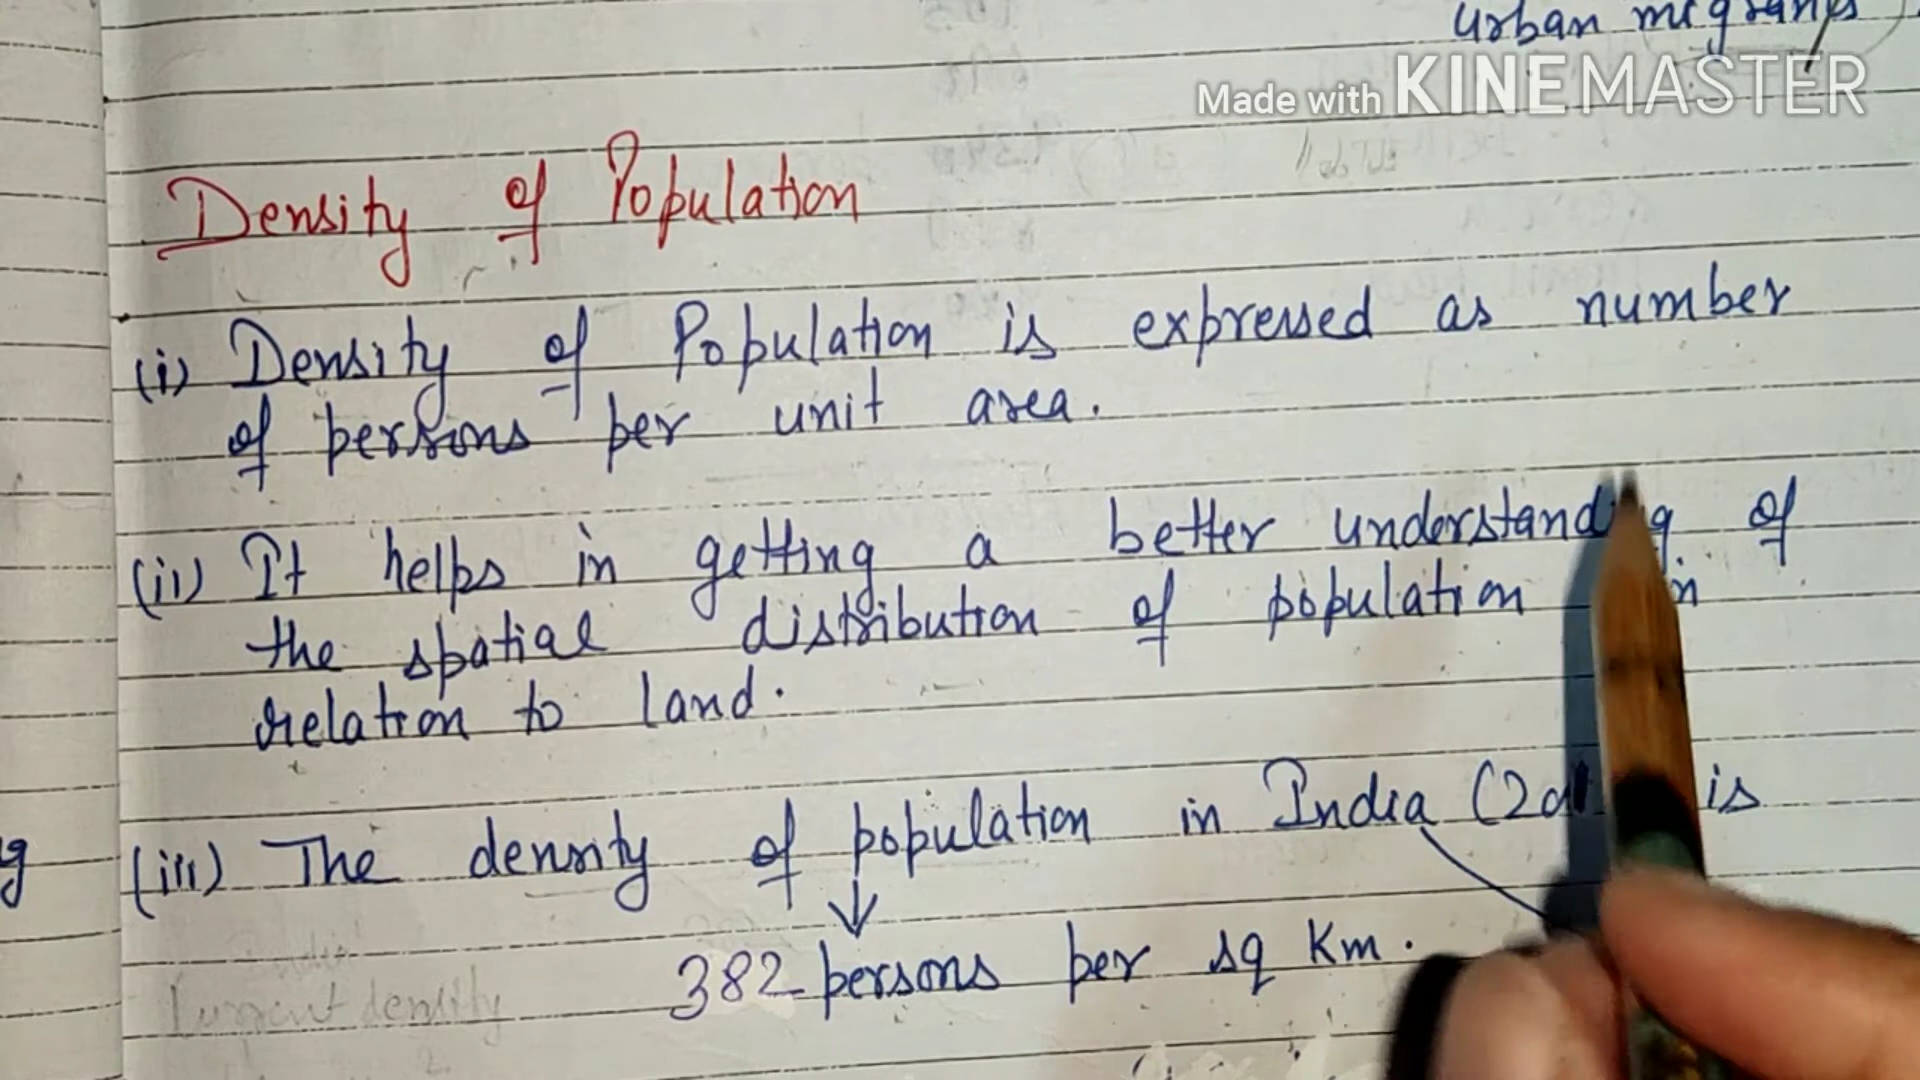 urban migrants
Made with KINEMASTER
Density of Population
(i) Density of Population is expressed as number
of persons per unit area.
(ii) It helps in getting a better understanding of
the spatial distribution of population in
relation to land.
(iii) The density of population in India (201 is
382 persons per sq Km.